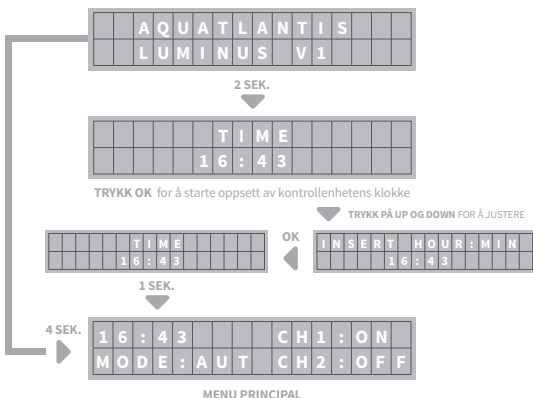 AQUATLANTIS
LUMINUS V1
2 SEK.
TIME
16:43
TRYKK OK for å starte oppsett av kontrollenhetens klokke
TRYKK PÅ UP OG DOWN FOR Å JUSTERE
OK
INSERT HOUR:MIN
16:43
TIME
16:43
1 SEK.
4 SEK.
16:43 CH1:ON
MODE:AUT CH2:OFF
MENU PRINCIPAL